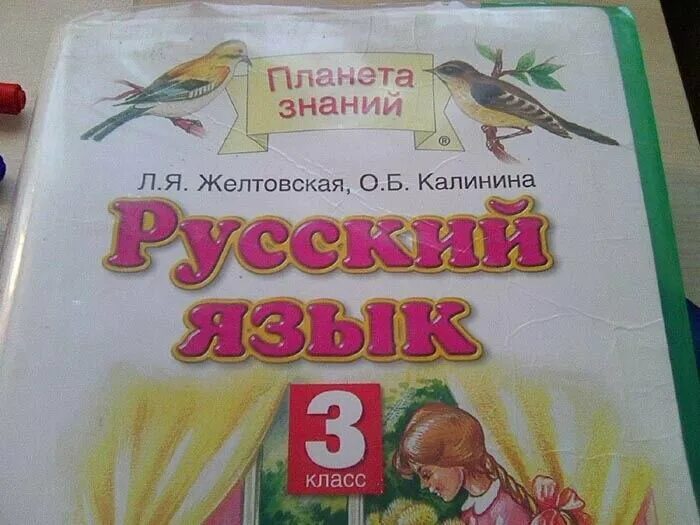 Планета
знаний
®
Л.Я. Желтовская, О.Б. Калинина
Русский
язык
3
КЛАСС